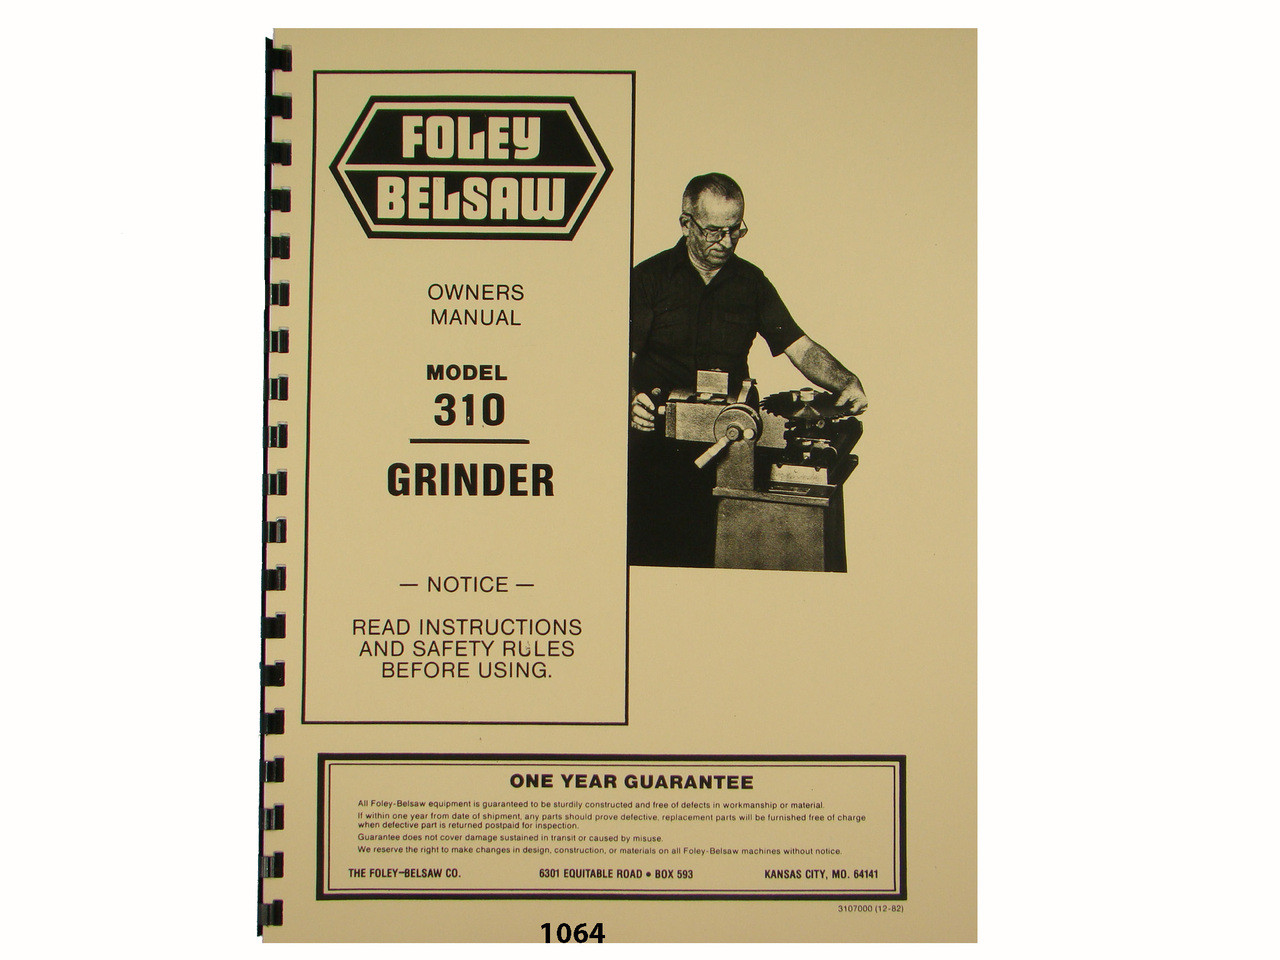 FOLEY
BELSAW
OWNERS
MANUAL
MODEL
310
GRINDER
— NOTICE —
READ INSTRUCTIONS
AND SAFETY RULES
BEFORE USING.
ONE YEAR GUARANTEE
All Foley-Belsaw equipment is guaranteed to be sturdily constructed and free of defects in workmanship or material.
If within one year from date of shipment, any parts should prove defective, replacement parts will be furnished free of charge
when defective part is returned postpaid for inspection.
Guarantee does not cover damage sustained in transit or caused by misuse.
We reserve the right to make changes in design, construction, or materials on all Foley-Belsaw machines without notice.
THE FOLEY-BELSAW CO. 6301 EQUITABLE ROAD • BOX 593 KANSAS CITY, MO. 64141
3107000 (12-82)
1064